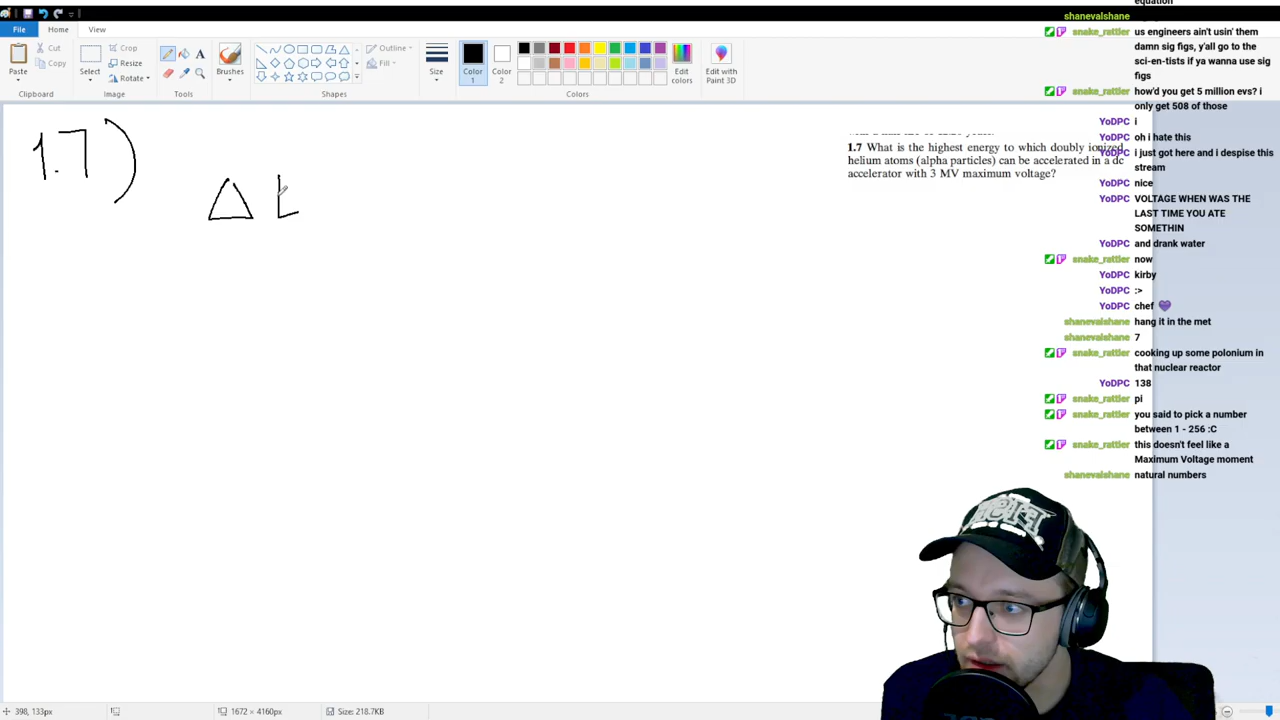 File
Home
View
Paste
Cut
Copy
Clipboard
Select
Crop
Resize
Rotate
Image
Tools
Brushes
Shapes
Outline
Fill
Size
Color 1
Color 2
Edit colors
Colors
Edit with Paint 3D
1.7)
Δ
1.7 What is the highest energy to which doubly ionized
helium atoms (alpha particles) can be accelerated in a dc
accelerator with 3 MV maximum voltage?
equation
shanevalshane
snake_rattler us engineers ain't usin' them
damn sig figs, y'all go to the
sci-en-tists if ya wanna use sig
figs
snake_rattler how'd you get 5 million evs? i
only get 508 of those
YoDPC i
YoDPC oh i hate this
YoDPC i just got here and i despise this
stream
YoDPC nice
YoDPC VOLTAGE WHEN WAS THE
LAST TIME YOU ATE
SOMETHIN
YoDPC and drank water
snake_rattler now
YoDPC kirby
YoDPC :>
YoDPC chef 💜
shanevalshane hang it in the met
shanevalshane 7
snake_rattler cooking up some polonium in
that nuclear reactor
YoDPC 138
snake_rattler pi
snake_rattler you said to pick a number
between 1 - 256 :C
snake_rattler this doesn't feel like a
Maximum Voltage moment
shanevalshane natural numbers
398, 133px
1672 × 4160px
Size: 218.7KB